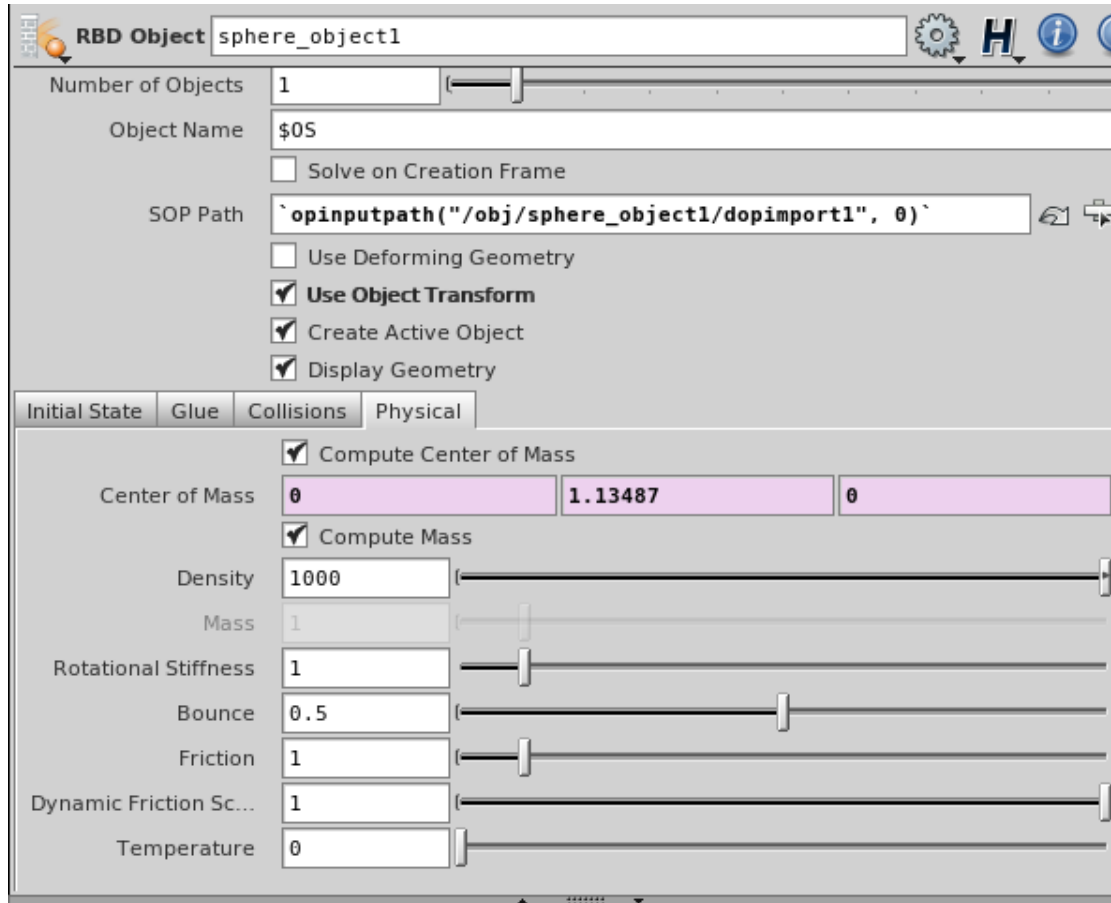 RBD Object sphere_object1
Number of Objects 1
Object Name $OS
Solve on Creation Frame
SOP Path `opinputpath("/obj/sphere_object1/dopimport1", 0)`
Use Deforming Geometry
Use Object Transform
Create Active Object
Display Geometry
Initial State Glue Collisions Physical
Compute Center of Mass
Center of Mass 0 1.13487 0
Compute Mass
Density 1000
Mass 1
Rotational Stiffness 1
Bounce 0.5
Friction 1
Dynamic Friction Sc... 1
Temperature 0